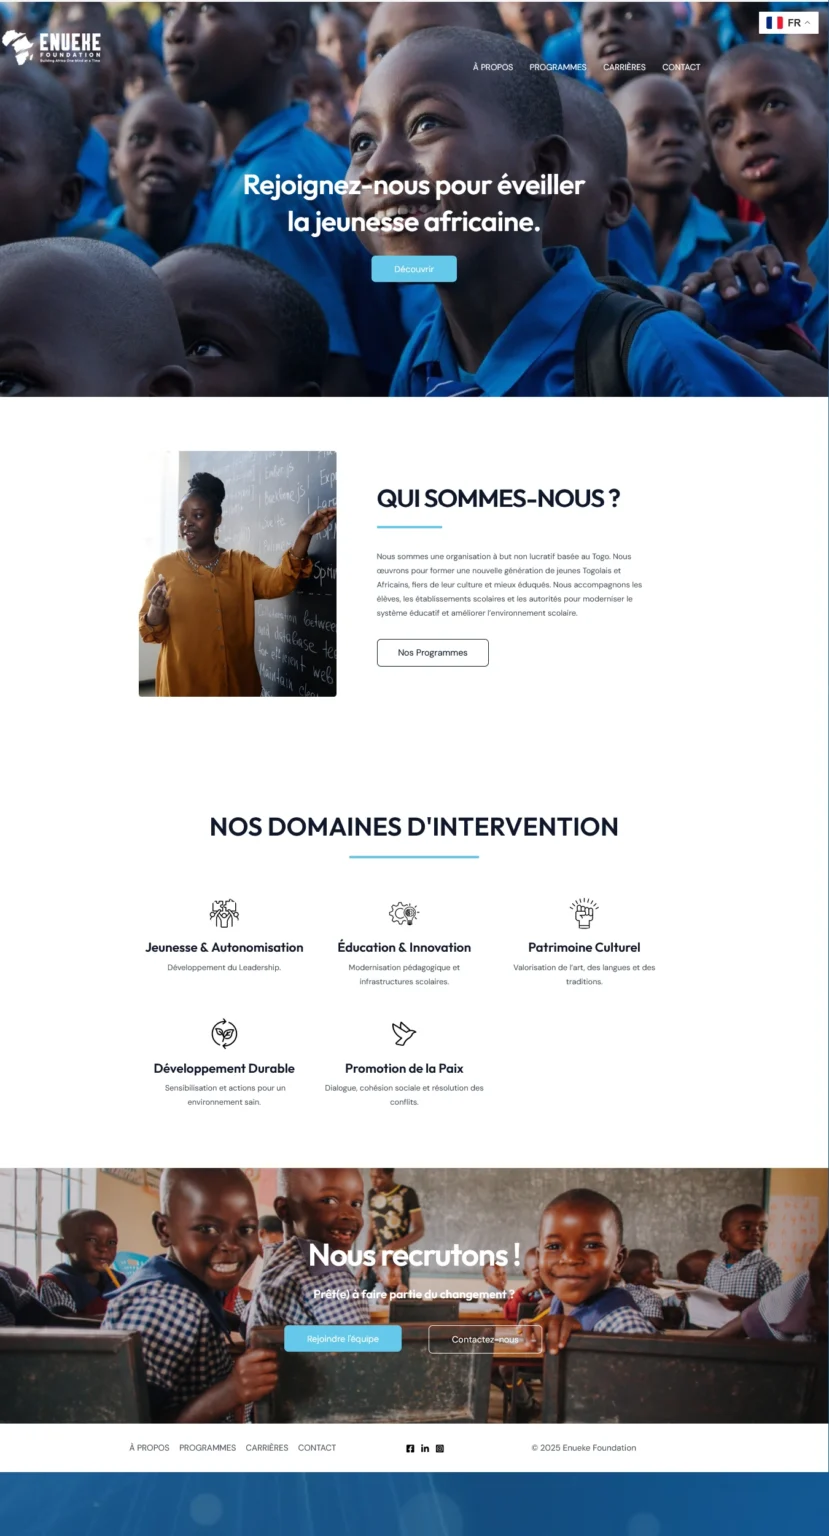 FR
ENUEKE
FOUNDATION
Building Africa One Mind at a Time
À PROPOS PROGRAMMES CARRIÈRES CONTACT
Rejoignez-nous pour éveiller
la jeunesse africaine.
Découvrir
QUI SOMMES-NOUS ?
Nous sommes une organisation à but non lucratif basée au Togo. Nous
œuvrons pour former une nouvelle génération de jeunes Togolais et
Africains, fiers de leur culture et mieux éduqués. Nous accompagnons les
élèves, les établissements scolaires et les autorités pour moderniser le
système éducatif et améliorer l'environnement scolaire.
Nos Programmes
NOS DOMAINES D'INTERVENTION
Jeunesse & Autonomisation
Développement du Leadership.
Éducation & Innovation
Modernisation pédagogique et
infrastructures scolaires.
Patrimoine Culturel
Valorisation de l'art, des langues et des
traditions.
Développement Durable
Sensibilisation et actions pour un
environnement sain.
Promotion de la Paix
Dialogue, cohésion sociale et résolution des
conflits.
Nous recrutons !
Prêt(e) à faire partie du changement ?
Rejoindre l'équipe
Contactez-nous
À PROPOS PROGRAMMES CARRIÈRES CONTACT
© 2025 Enueke Foundation